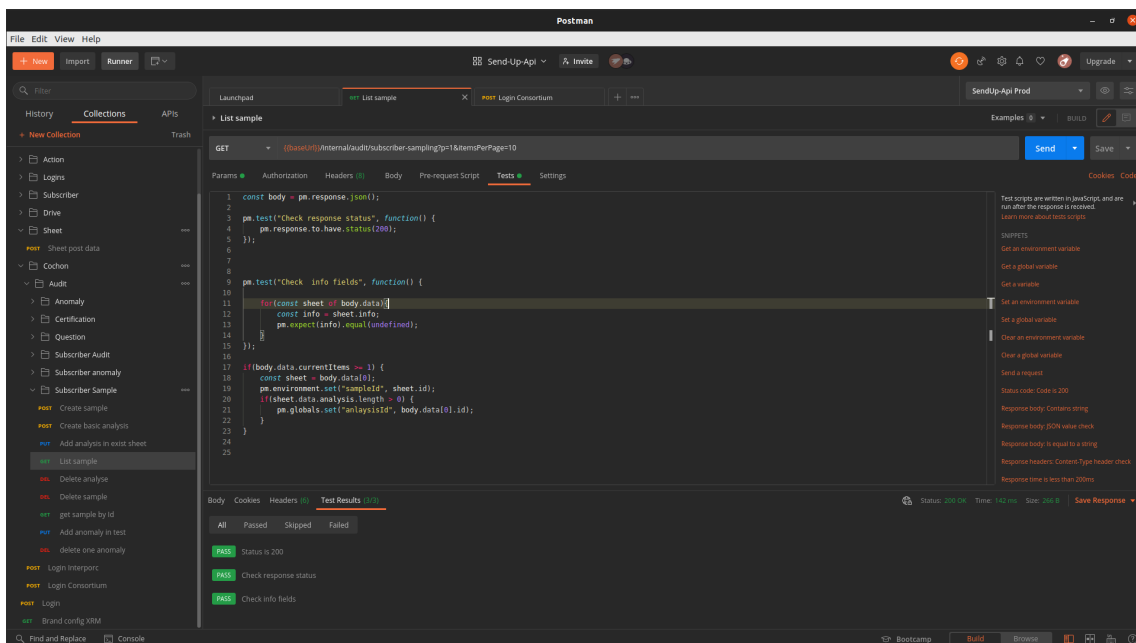 Postman
File Edit View Help
+ New Import Runner
Send-Up-Api Invite Upgrade
Filter
Launchpad GET List sample X POST Login Consortium + SendUp-Api Prod
History Collections APIs
List sample Examples 0 BUILD
+ New Collection Trash
GET {{baseUrl}}/internal/audit/subscriber-sampling?p=1&itemsPerPage=10 Send Save
Params Authorization Headers (8) Body Pre-request Script Tests Settings Cookies Code
Action
Logins
Subscriber
Drive
Sheet
POST Sheet post data
Cochon
Audit
Anomaly
Certification
Question
Subscriber Audit
Subscriber anomaly
Subscriber Sample
POST Create sample
POST Create basic analysis
PUT Add analysis in exist sheet
GET List sample
DEL Delete analyse
DEL Delete sample
GET get sample by Id
PUT Add anomaly in test
DEL delete one anomaly
POST Login Interporc
POST Login Consortium
POST Login
GET Brand config XRM
1 const body = pm.response.json();
2
3 pm.test("Check response status", function() {
4 pm.response.to.have.status(200);
5 });
6
7
8
9 pm.test("Check  info fields", function() {
10
11 for(const sheet of body.data){
12 const info = sheet.info;
13 pm.expect(info).equal(undefined);
14 }
15 });
16
17 if(body.data.currentItems >= 1) {
18 const sheet = body.data[0];
19 pm.environment.set("sampleId", sheet.id);
20 if(sheet.data.analysis.length > 0) {
21 pm.globals.set("anlaysisId", body.data[0].id);
22 }
23 }
24
25
Test scripts are written in JavaScript, and are
run after the response is received.
Learn more about tests scripts
SNIPPETS
Get an environment variable
Get a global variable
Get a variable
Set an environment variable
Set a global variable
Clear an environment variable
Clear a global variable
Send a request
Status code: Code is 200
Response body: Contains string
Response body: JSON value check
Response body: Is equal to a string
Response headers: Content-Type header check
Response time is less than 200ms
Body Cookies Headers (6) Test Results (3/3) Status: 200 OK Time: 142 ms Size: 266 B Save Response
All Passed Skipped Failed
PASS Status is 200
PASS Check response status
PASS Check info fields
Find and Replace Console Bootcamp Build Browse